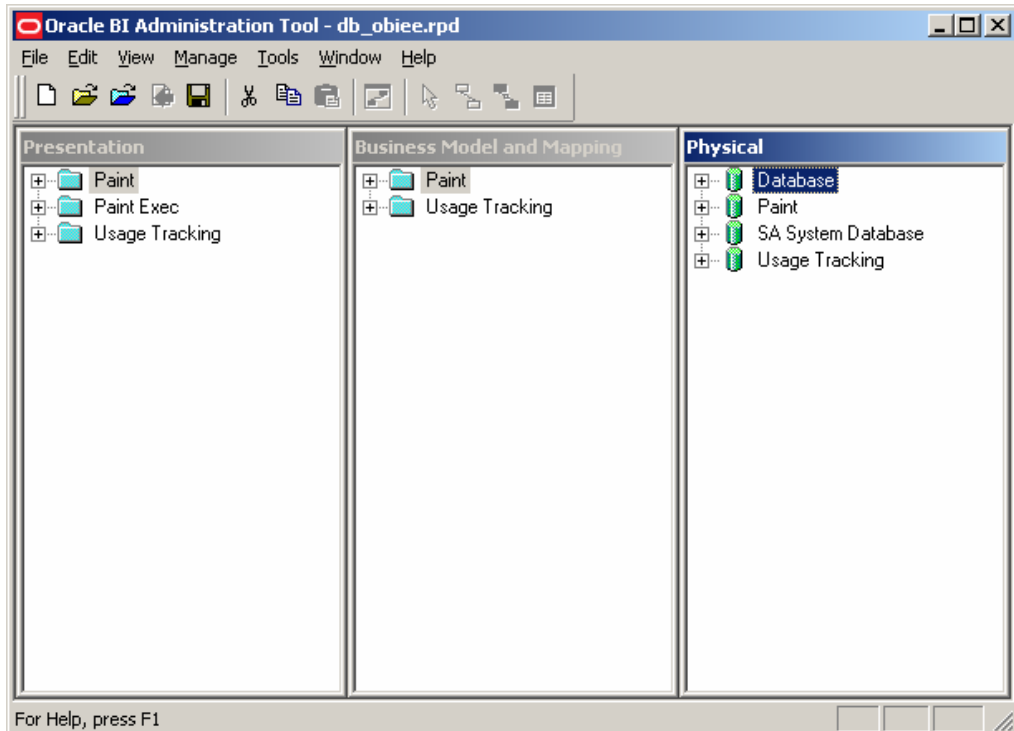 Oracle BI Administration Tool - db_obiee.rpd
File Edit View Manage Tools Window Help
Presentation
Paint
Paint Exec
Usage Tracking
Business Model and Mapping
Paint
Usage Tracking
Physical
Database
Paint
SA System Database
Usage Tracking
For Help, press F1